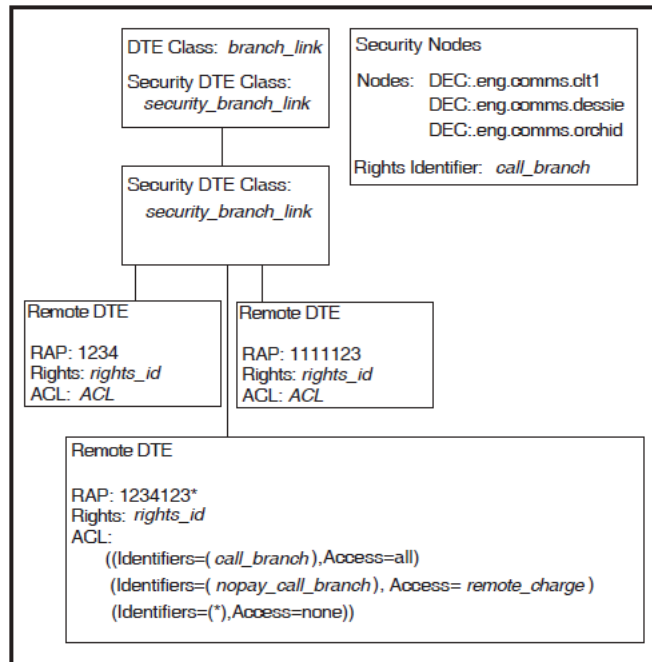 DTE Class: branch_link
Security DTE Class:
security_branch_link
Security Nodes
Nodes: DEC:.eng.comms.clt1
DEC:.eng.comms.dessie
DEC:.eng.comms.orchid
Rights Identifier: call_branch
Security DTE Class:
security_branch_link
Remote DTE
RAP: 1234
Rights: rights_id
ACL: ACL
Remote DTE
RAP: 1111123
Rights: rights_id
ACL: ACL
Remote DTE
RAP: 1234123*
Rights: rights_id
ACL:
((Identifiers=( call_branch),Access=all)
(Identifiers=( nopay_call_branch), Access= remote_charge)
(Identifiers=(*),Access=none))